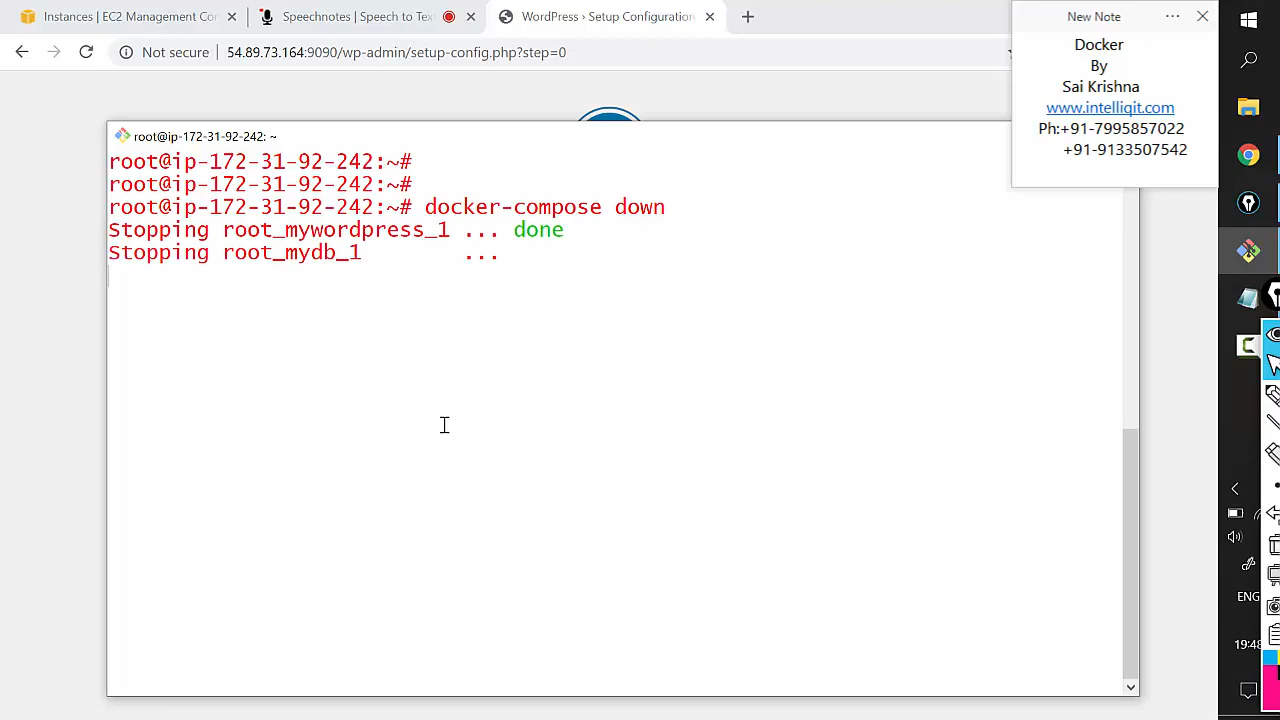 Instances | EC2 Management Con
Speechnotes | Speech to Tex
WordPress › Setup Configuration
Not secure
54.89.73.164:9090/wp-admin/setup-config.php?step=0
New Note
Docker
By
Sai Krishna
www.intelliqit.com
Ph:+91-7995857022
+91-9133507542
root@ip-172-31-92-242: ~
root@ip-172-31-92-242:~#
root@ip-172-31-92-242:~#
root@ip-172-31-92-242:~# docker-compose down
Stopping root_mywordpress_1 ... done
Stopping root_mydb_1 ...
ENG
19:48